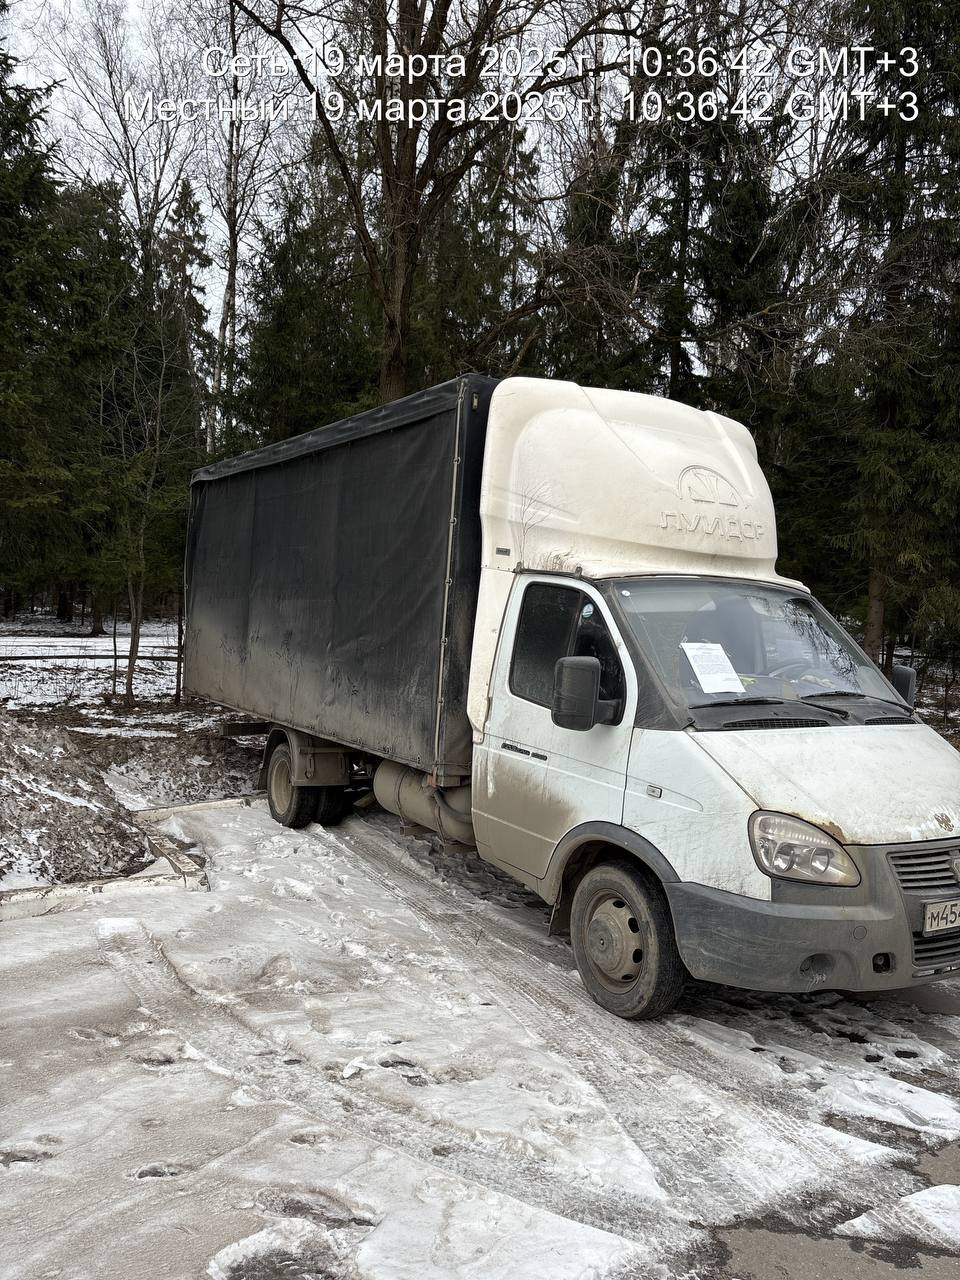 Сеть: 19 марта 2025 г., 10:36:42 GMT+3
Местный: 19 марта 2025 г., 10:36:42 GMT+3
ЛУИДОР
М454